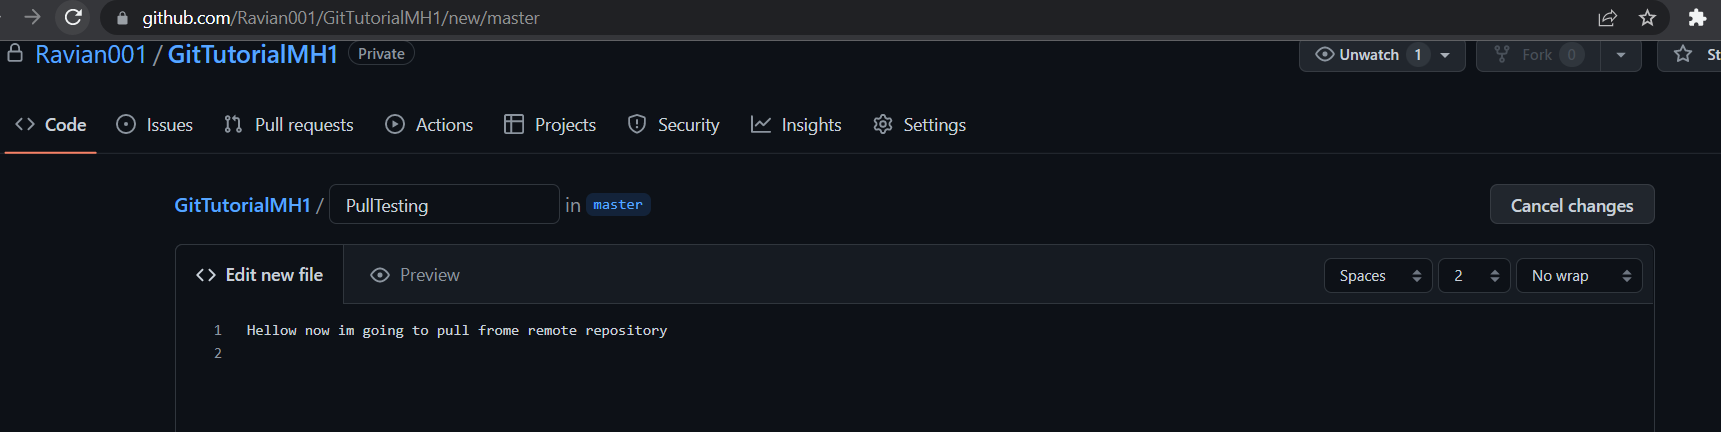 github.com/Ravian001/GitTutorialMH1/new/master
Ravian001 / GitTutorialMH1 Private Unwatch 1 Fork 0 St
Code Issues Pull requests Actions Projects Security Insights Settings
GitTutorialMH1 / PullTesting in master Cancel changes
Edit new file Preview Spaces 2 No wrap
1 Hellow now im going to pull frome remote repository
2